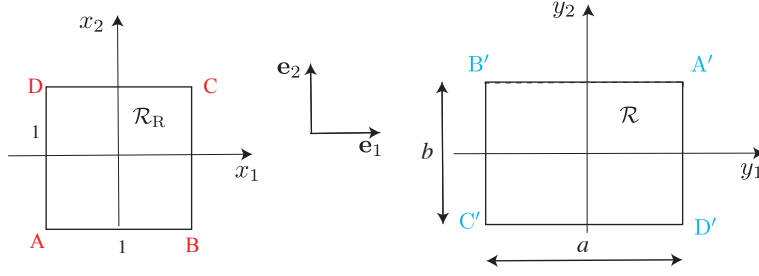 x₂
D
C
𝓡_R
1
x₁
A
1
B
e₂
e₁
y₂
B′
A′
𝓡
b
y₁
C′
D′
a